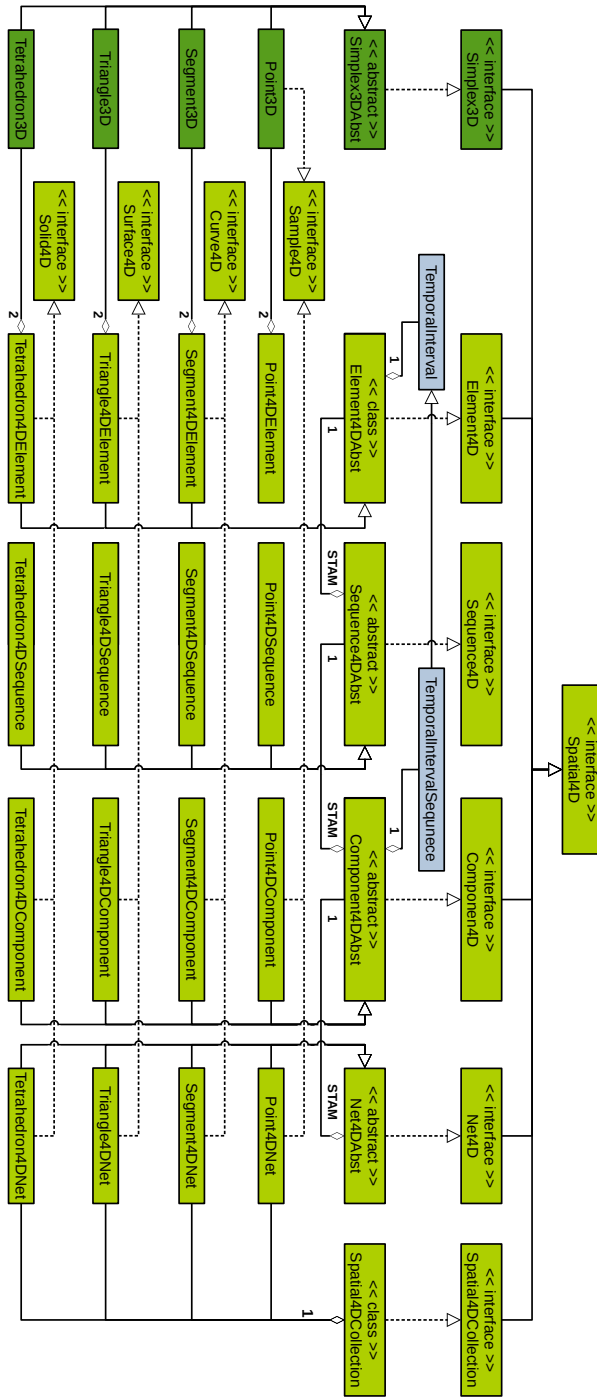 << interface >>
Spatial4D
<< interface >>
Simplex3D
<< interface >>
Element4D
<< interface >>
Sequence4D
<< interface >>
Componen4D
<< interface >>
Net4D
<< interface >>
Spatial4DCollection
TemporalInterval
TemporalIntervalSequnece
1
1
<< abstract >>
Simplex3DAbst
<< class >>
Element4DAbst
<< abstract >>
Sequence4DAbst
<< abstract >>
Component4DAbst
<< abstract >>
Net4DAbst
<< class >>
Spatial4DCollection
1
STAM
1
STAM
1
STAM
1
<< interface >>
Sample4D
Point3D
2
Point4DElement
Point4DSequence
Point4DComponent
Point4DNet
<< interface >>
Curve4D
Segment3D
2
Segment4DElement
Segment4DSequence
Segment4DComponent
Segment4DNet
<< interface >>
Surface4D
Triangle3D
2
Triangle4DElement
Triangle4DSequence
Triangle4DComponent
Triangle4DNet
<< interface >>
Solid4D
Tetrahedron3D
2
Tetrahedron4DElement
Tetrahedron4DSequence
Tetrahedron4DComponent
Tetrahedron4DNet